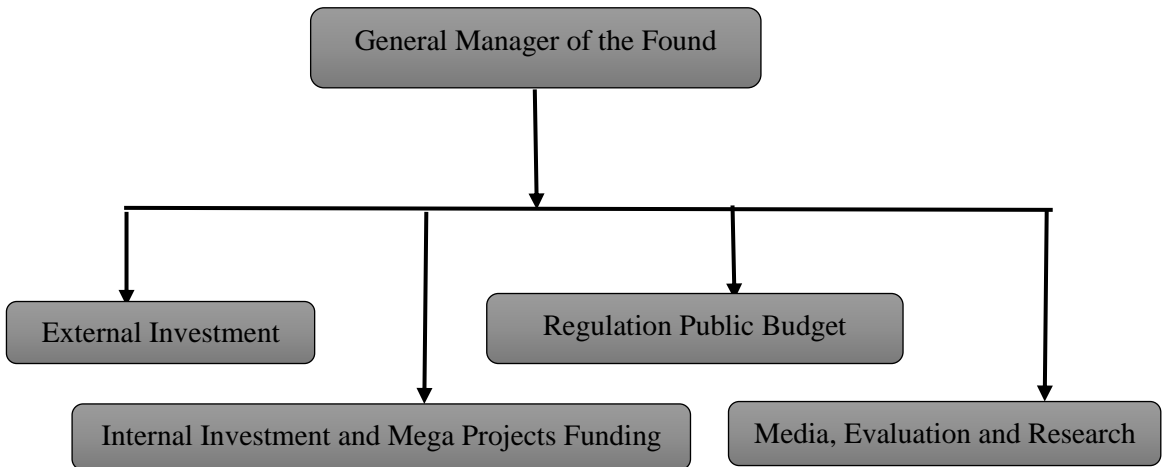 General Manager of the Found
External Investment
Regulation Public Budget
Internal Investment and Mega Projects Funding
Media, Evaluation and Research